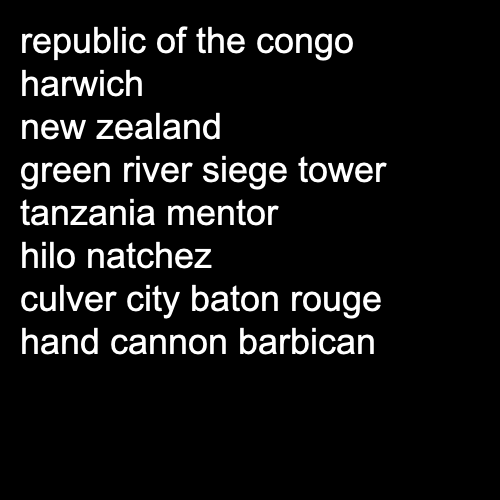 republic of the congo
harwich
new zealand
green river siege tower
tanzania mentor
hilo natchez
culver city baton rouge
hand cannon barbican